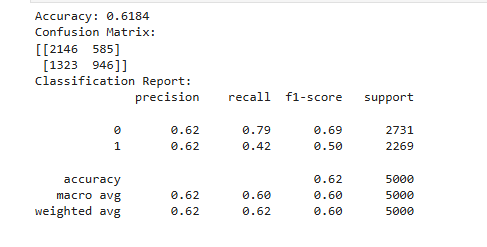 Accuracy: 0.6184
Confusion Matrix:
[[2146  585]
 [1323  946]]
Classification Report:
              precision    recall  f1-score   support

           0       0.62      0.79      0.69      2731
           1       0.62      0.42      0.50      2269

    accuracy                           0.62      5000
   macro avg       0.62      0.60      0.60      5000
weighted avg       0.62      0.62      0.60      5000